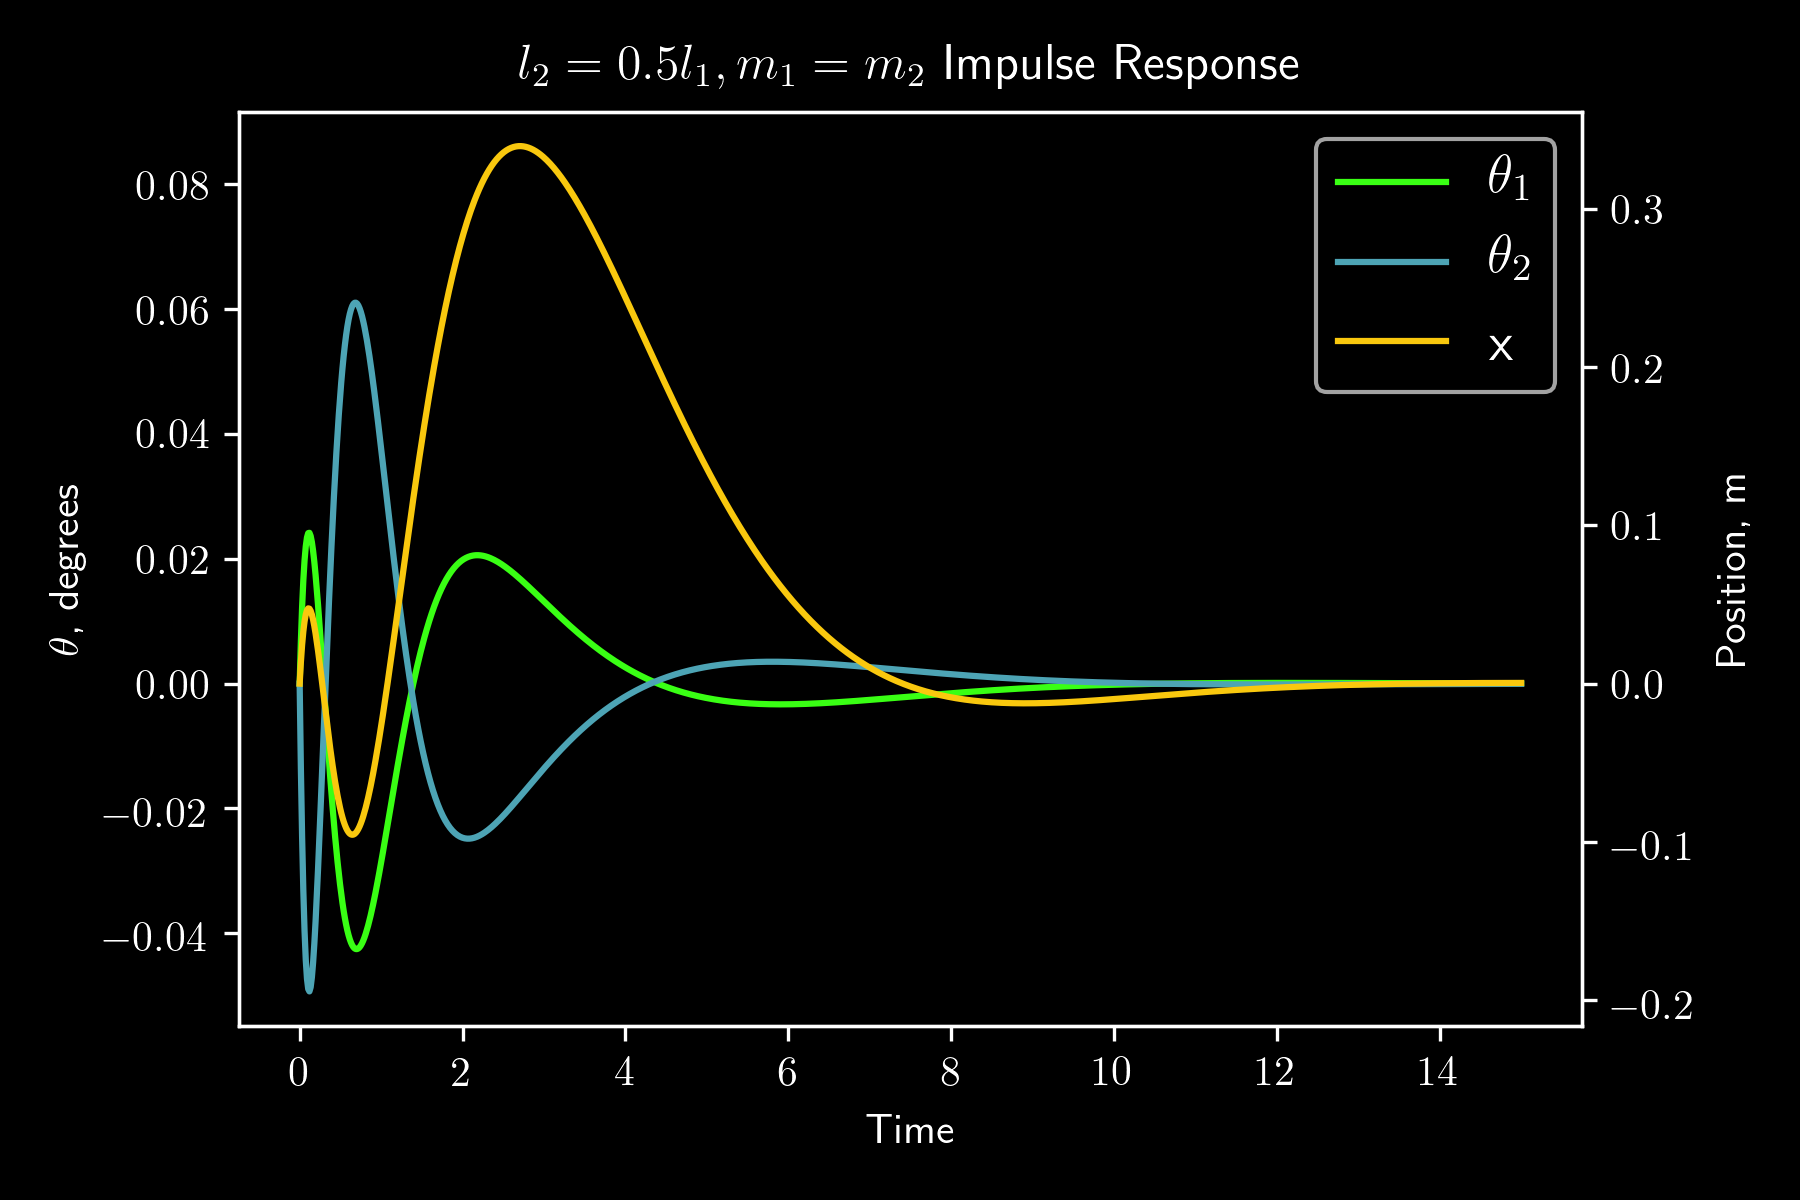 l₂ = 0.5l₁, m₁ = m₂ Impulse Response
θ, degrees
0.08
0.06
0.04
0.02
0.00
−0.02
−0.04
θ₁
θ₂
x
0.3
0.2
0.1
0.0
−0.1
−0.2
Position, m
0 2 4 6 8 10 12 14
Time